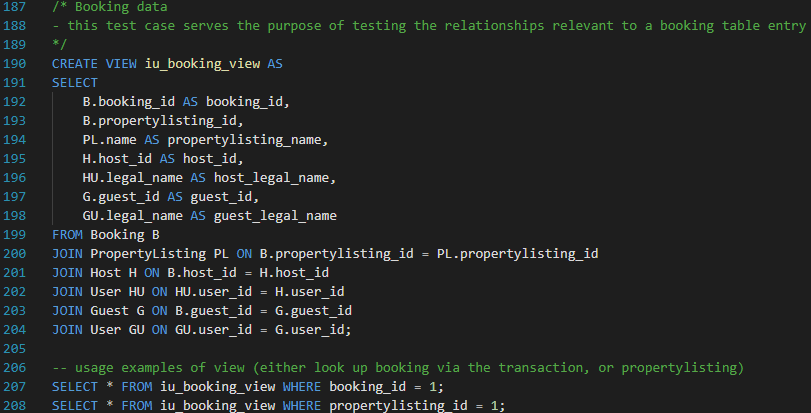 187 /* Booking data
188 - this test case serves the purpose of testing the relationships relevant to a booking table entry
189 */
190 CREATE VIEW iu_booking_view AS
191 SELECT
192     B.booking_id AS booking_id,
193     B.propertylisting_id,
194     PL.name AS propertylisting_name,
195     H.host_id AS host_id,
196     HU.legal_name AS host_legal_name,
197     G.guest_id AS guest_id,
198     GU.legal_name AS guest_legal_name
199 FROM Booking B
200 JOIN PropertyListing PL ON B.propertylisting_id = PL.propertylisting_id
201 JOIN Host H ON B.host_id = H.host_id
202 JOIN User HU ON HU.user_id = H.user_id
203 JOIN Guest G ON B.guest_id = G.guest_id
204 JOIN User GU ON GU.user_id = G.user_id;
205
206 -- usage examples of view (either look up booking via the transaction, or propertylisting)
207 SELECT * FROM iu_booking_view WHERE booking_id = 1;
208 SELECT * FROM iu_booking_view WHERE propertylisting_id = 1;